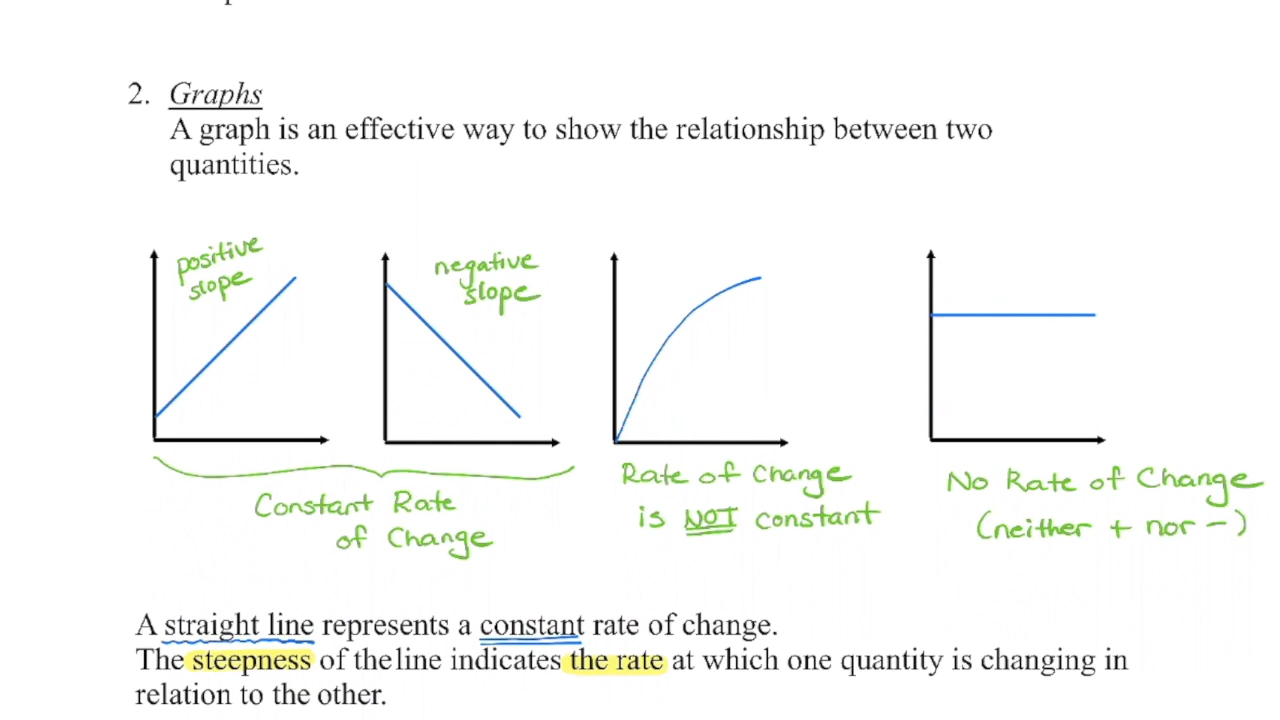 2. Graphs
A graph is an effective way to show the relationship between two
quantities.
positive
slope
negative
slope
Constant Rate
of Change
Rate of Change
is NOT constant
No Rate of Change
(neither + nor -)
A straight line represents a constant rate of change.
The steepness of the line indicates the rate at which one quantity is changing in
relation to the other.